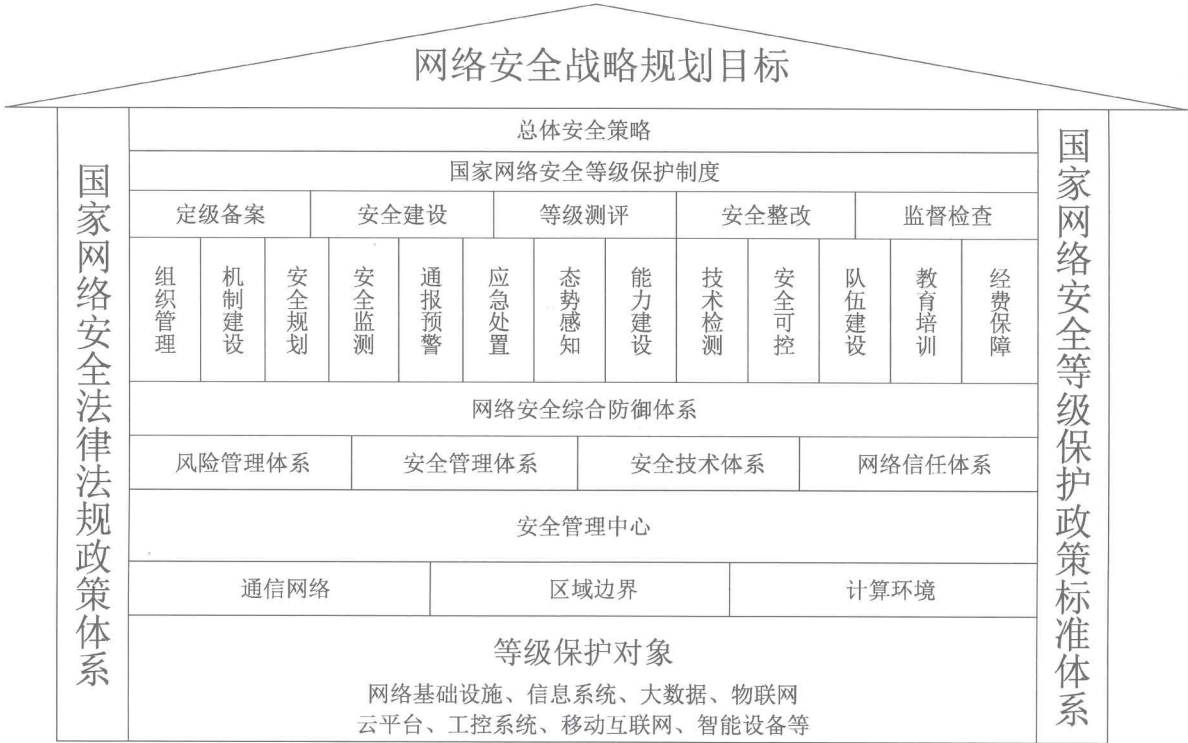 网络安全战略规划目标
国家网络安全法律法规政策体系
总体安全策略
国家网络安全等级保护制度
定级备案
安全建设
等级测评
安全整改
监督检查
组织管理
机制建设
安全规划
安全监测
通报预警
应急处置
态势感知
能力建设
技术检测
安全可控
队伍建设
教育培训
经费保障
网络安全综合防御体系
风险管理体系
安全管理体系
安全技术体系
网络信任体系
安全管理中心
通信网络
区域边界
计算环境
等级保护对象
网络基础设施、信息系统、大数据、物联网
云平台、工控系统、移动互联网、智能设备等
国家网络安全等级保护政策标准体系